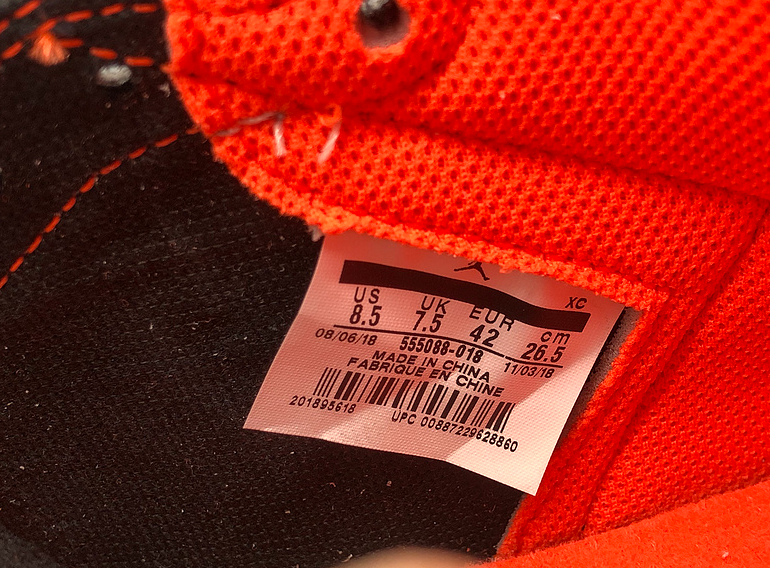 XC
US UK EUR cm
8.5 7.5 42 26.5
08/06/18 555088-018 11/03/18
MADE IN CHINA
FABRIQUE EN CHINE
201895618 UPC 00887229628860